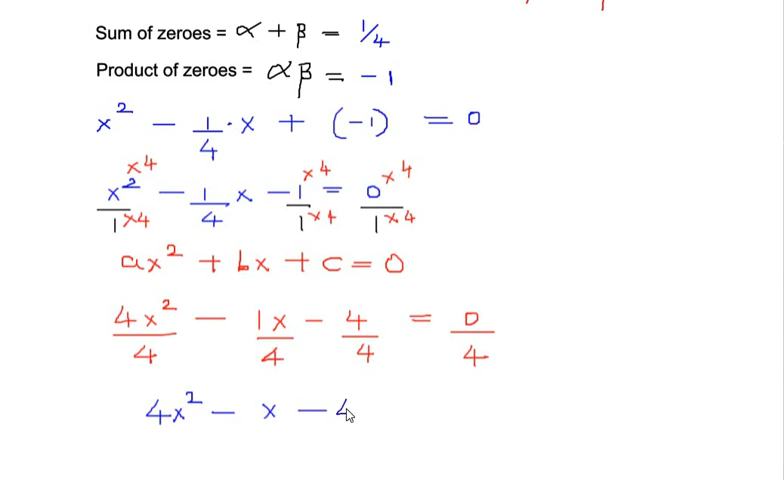 Sum of zeroes = α + β = 1/4
Product of zeroes = αβ = -1
x² - 1/4 · x + (-1) = 0
x²/1 ×4/×4 - 1/4 x - 1/1 ×4/×4 = 0/1 ×4/×4
ax² + bx + c = 0
4x²/4 - 1x/4 - 4/4 = 0/4
4x² - x - 4